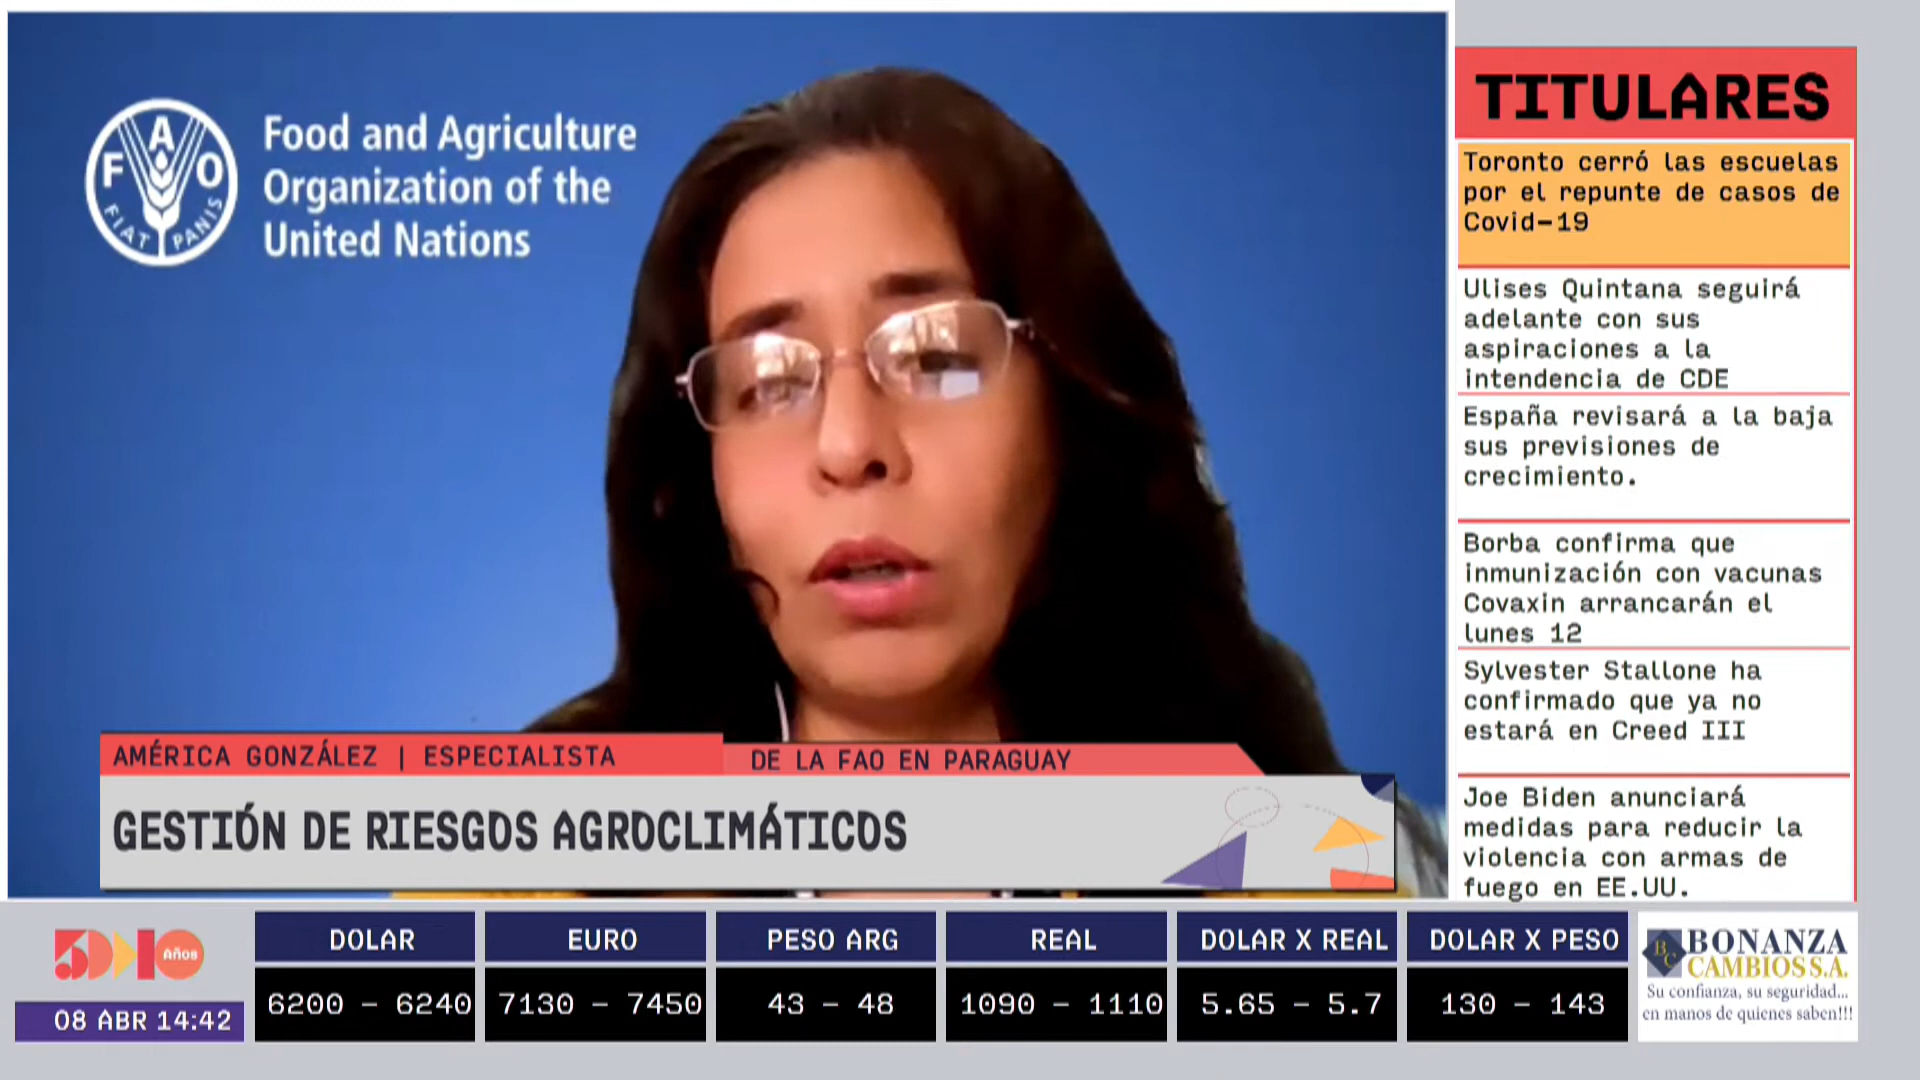 FAO
FIAT PANIS
Food and Agriculture
Organization of the
United Nations
AMÉRICA GONZÁLEZ | ESPECIALISTA DE LA FAO EN PARAGUAY
GESTIÓN DE RIESGOS AGROCLIMÁTICOS
TITULARES
Toronto cerró las escuelas
por el repunte de casos de
Covid-19
Ulises Quintana seguirá
adelante con sus
aspiraciones a la
intendencia de CDE
España revisará a la baja
sus previsiones de
crecimiento.
Borba confirma que
inmunización con vacunas
Covaxin arrancarán el
lunes 12
Sylvester Stallone ha
confirmado que ya no
estará en Creed III
Joe Biden anunciará
medidas para reducir la
violencia con armas de
fuego en EE.UU.
5D 10 Años
08 ABR 14:42
DOLAR
6200 - 6240
EURO
7130 - 7450
PESO ARG
43 - 48
REAL
1090 - 1110
DOLAR X REAL
5.65 - 5.7
DOLAR X PESO
130 - 143
BC BONANZA
CAMBIOS S.A.
Su confianza, su seguridad...
en manos de quienes saben!!!